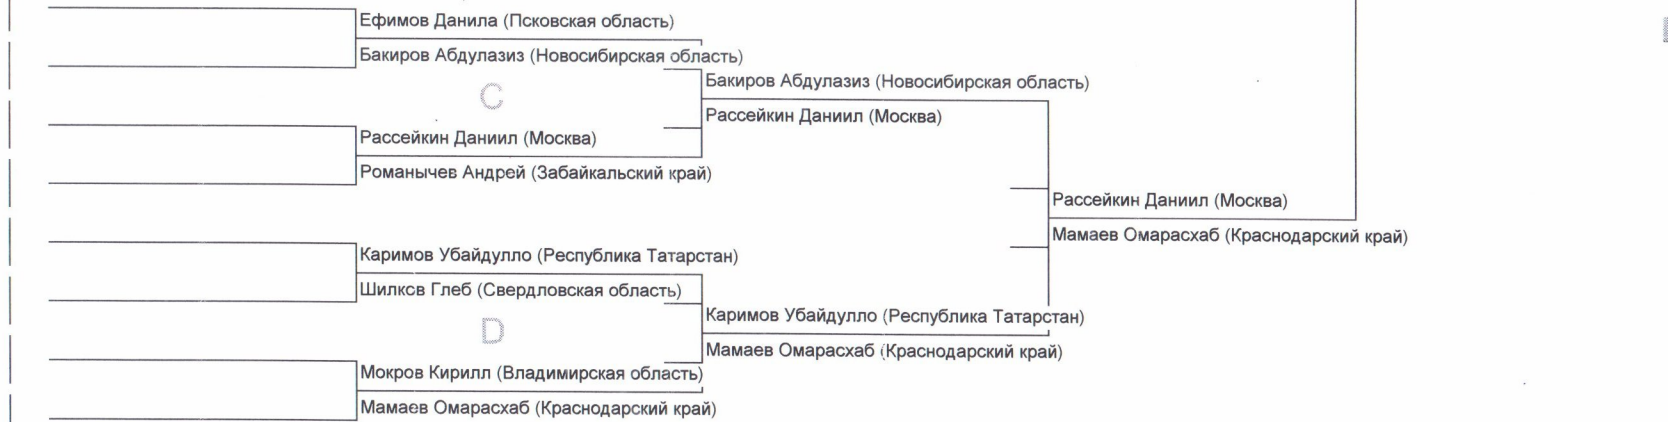 Ефимов Данила (Псковская область)
Бакиров Абдулазиз (Новосибирская область)
C
Рассейкин Даниил (Москва)
Романычев Андрей (Забайкальский край)
Бакиров Абдулазиз (Новосибирская область)
Рассейкин Даниил (Москва)
Каримов Убайдулло (Республика Татарстан)
Шилксв Глеб (Свердловская область)
D
Мокров Кирилл (Владимирская область)
Мамаев Омарасхаб (Краснодарский край)
Каримов Убайдулло (Республика Татарстан)
Мамаев Омарасхаб (Краснодарский край)
Рассейкин Даниил (Москва)
Мамаев Омарасхаб (Краснодарский край)